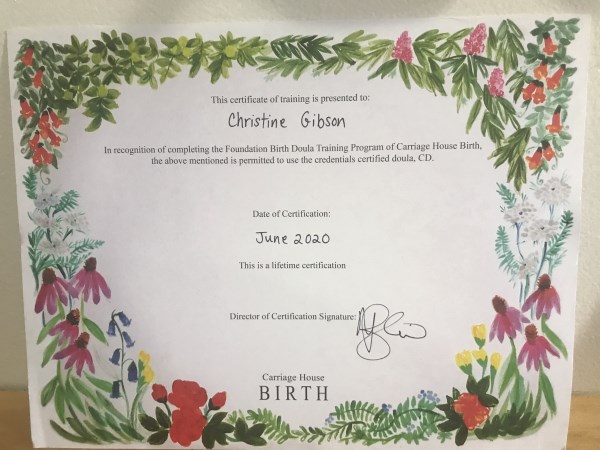 This certificate of training is presented to:
Christine Gibson
In recognition of completing the Foundation Birth Doula Training Program of Carriage House Birth,
the above mentioned is permitted to use the credentials certified doula, CD.
Date of Certification:
June 2020
This is a lifetime certification
Director of Certification Signature:
Carriage House
BIRTH